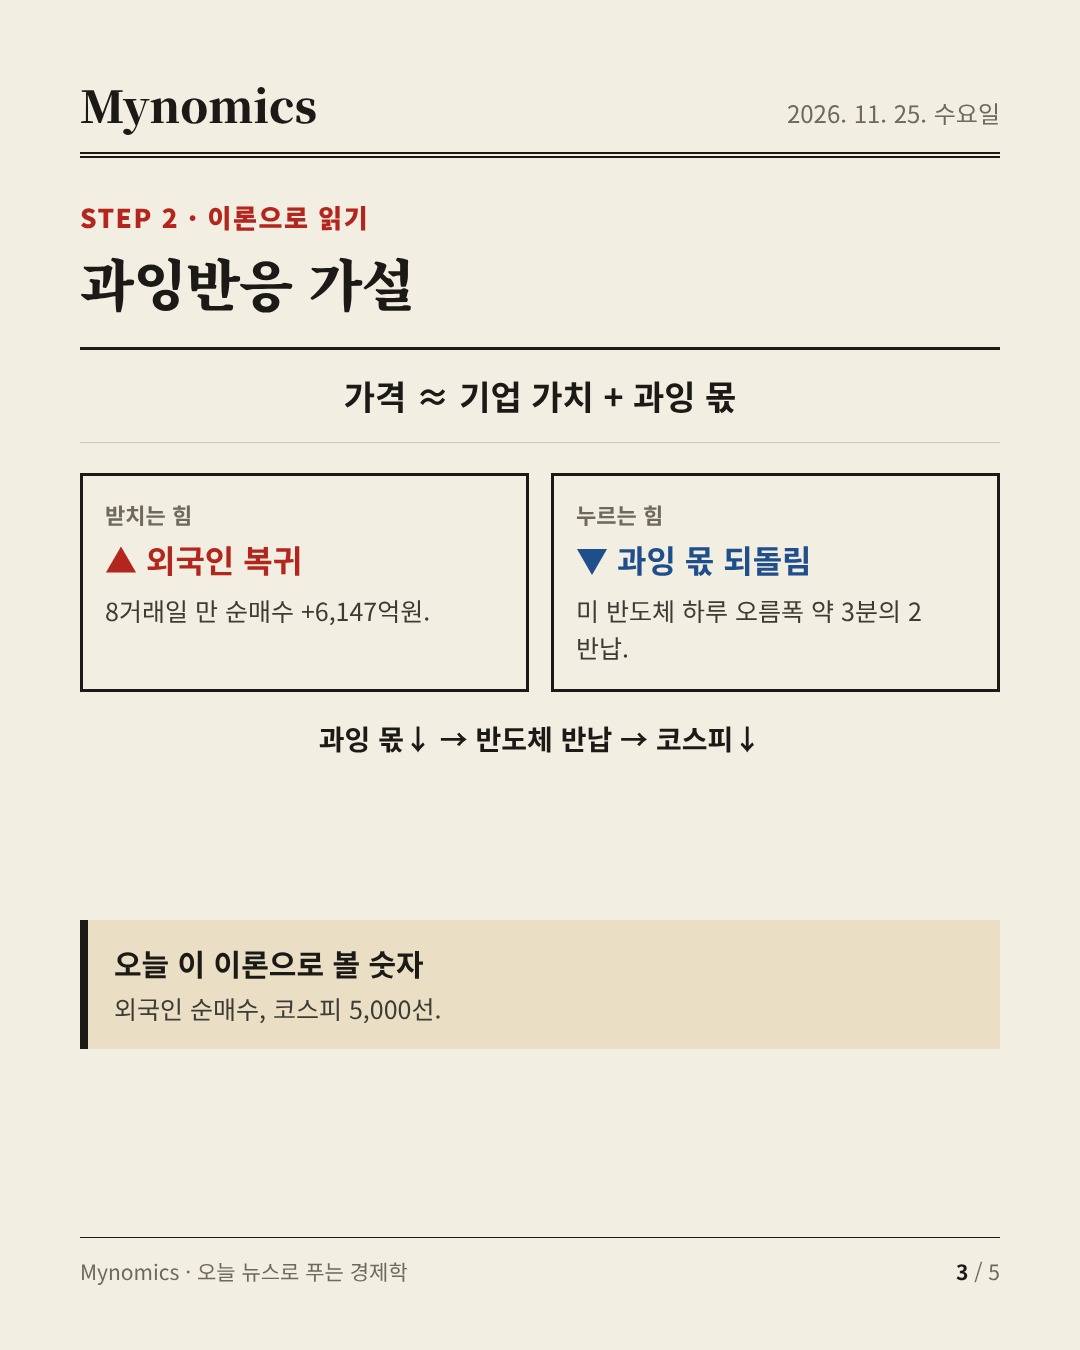 Mynomics
2026. 11. 25. 수요일
STEP 2 · 이론으로 읽기
과잉반응 가설
가격 ≈ 기업 가치 + 과잉 몫
받치는 힘
▲ 외국인 복귀
8거래일 만 순매수 +6,147억원.
누르는 힘
▼ 과잉 몫 되돌림
미 반도체 하루 오름폭 약 3분의 2
반납.
과잉 몫↓ → 반도체 반납 → 코스피↓
오늘 이 이론으로 볼 숫자
외국인 순매수, 코스피 5,000선.
Mynomics · 오늘 뉴스로 푸는 경제학
3 / 5